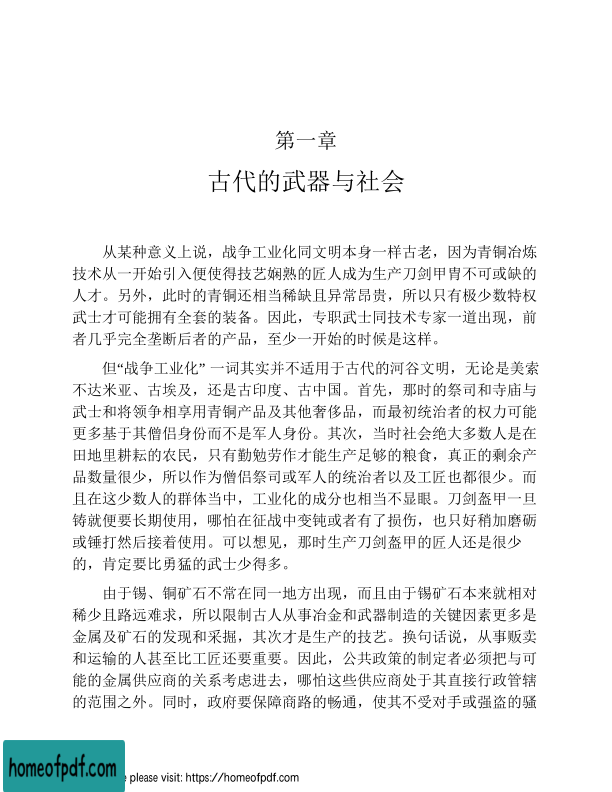 第一章
古代的武器与社会
从某种意义上说，战争工业化同文明本身一样古老，因为青铜冶炼
技术从一开始引入便使得技艺娴熟的匠人成为生产刀剑甲胄不可或缺的
人才。另外，此时的青铜还相当稀缺且异常昂贵，所以只有极少数特权
武士才可能拥有全套的装备。因此，专职武士同技术专家一道出现，前
者几乎完全垄断后者的产品，至少一开始的时候是这样。
但“战争工业化” 一词其实并不适用于古代的河谷文明，无论是美索
不达米亚、古埃及，还是古印度、古中国。首先，那时的祭司和寺庙与
武士和将领争相享用青铜产品及其他奢侈品，而最初统治者的权力可能
更多基于其僧侣身份而不是军人身份。其次，当时社会绝大多数人是在
田地里耕耘的农民，只有勤勉劳作才能生产足够的粮食，真正的剩余产
品数量很少，所以作为僧侣祭司或军人的统治者以及工匠也都很少。而
且在这少数人的群体当中，工业化的成分也相当不显眼。刀剑盔甲一旦
铸就便要长期使用，哪怕在征战中变钝或者有了损伤，也只好稍加磨砺
或锤打然后接着使用。可以想见，那时生产刀剑盔甲的匠人还是很少
的，肯定要比勇猛的武士少得多。
由于锡、铜矿石不常在同一地方出现，而且由于锡矿石本来就相对
稀少且路远难求，所以限制古人从事冶金和武器制造的关键因素更多是
金属及矿石的发现和采掘，其次才是生产的技艺。换句话说，从事贩卖
和运输的人甚至比工匠还要重要。因此，公共政策的制定者必须把与可
能的金属供应商的关系考虑进去，哪怕这些供应商处于其直接行政管辖
的范围之外。同时，政府要保障商路的畅通，使其不受对手或强盗的骚
homeofpdf.com
e please visit: https://homeofpdf.com